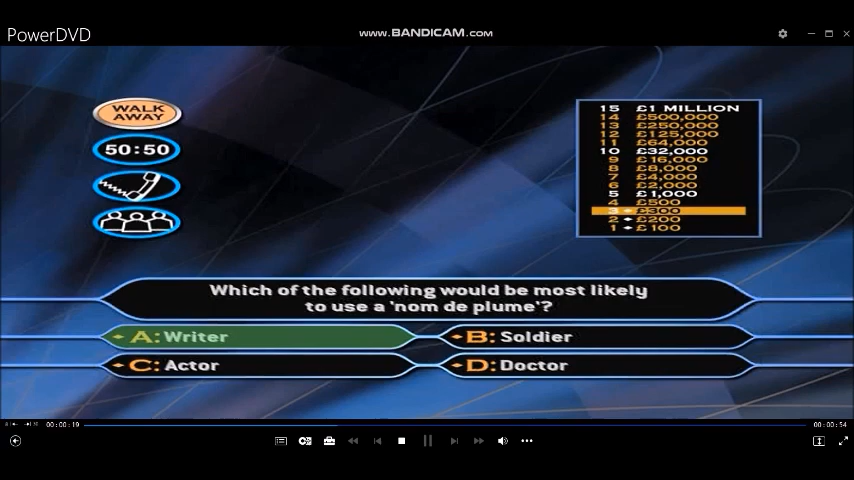 PowerDVD
www.BANDICAM.com
WALK
AWAY
50:50
15 £1 MILLION
14 £500,000
13 £250,000
12 £125,000
11 £64,000
10 £32,000
9 £16,000
8 £8,000
7 £4,000
6 £2,000
5 £1,000
4 £500
3 £300
2 £200
1 £100
Which of the following would be most likely
to use a 'nom de plume'?
A: Writer
B: Soldier
C: Actor
D: Doctor
00:00:19
00:00:54